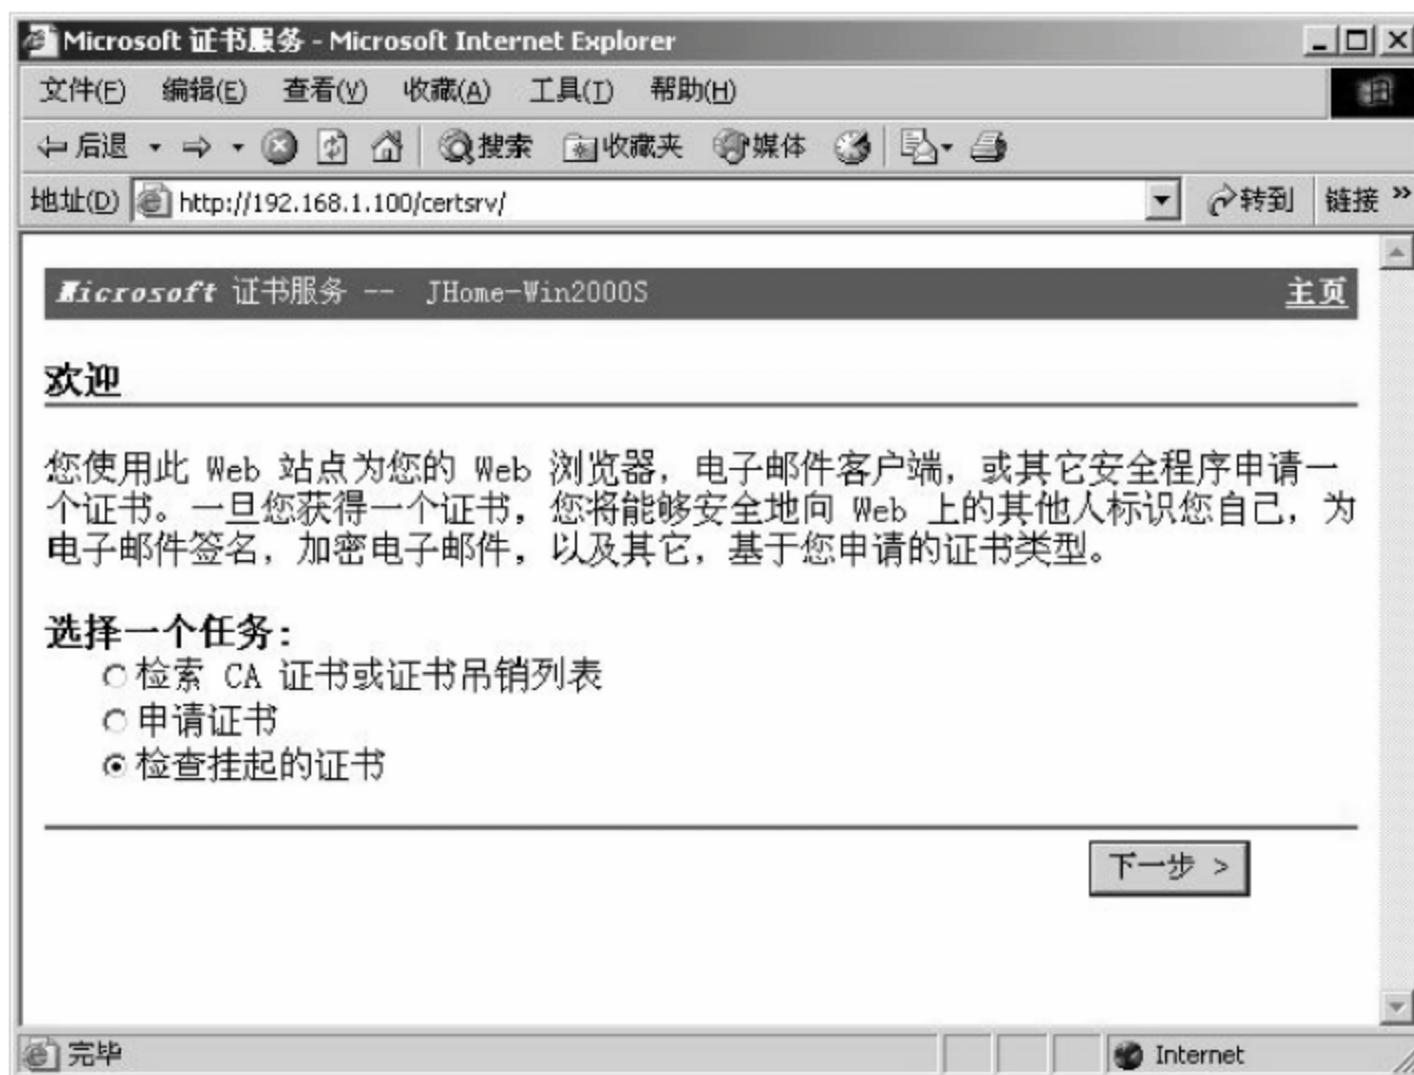 Microsoft 证书服务 - Microsoft Internet Explorer
文件(F) 编辑(E) 查看(V) 收藏(A) 工具(T) 帮助(H)
后退 搜索 收藏夹 媒体
地址(D) http://192.168.1.100/certsrv/ 转到 链接 »
Microsoft 证书服务 -- JHome-Win2000S 主页
欢迎
您使用此 Web 站点为您的 Web 浏览器，电子邮件客户端，或其它安全程序申请一
个证书。一旦您获得一个证书，您将能够安全地向 Web 上的其他人标识您自己，为
电子邮件签名，加密电子邮件，以及其它，基于您申请的证书类型。
选择一个任务:
检索 CA 证书或证书吊销列表
申请证书
检查挂起的证书
下一步 >
完毕 Internet